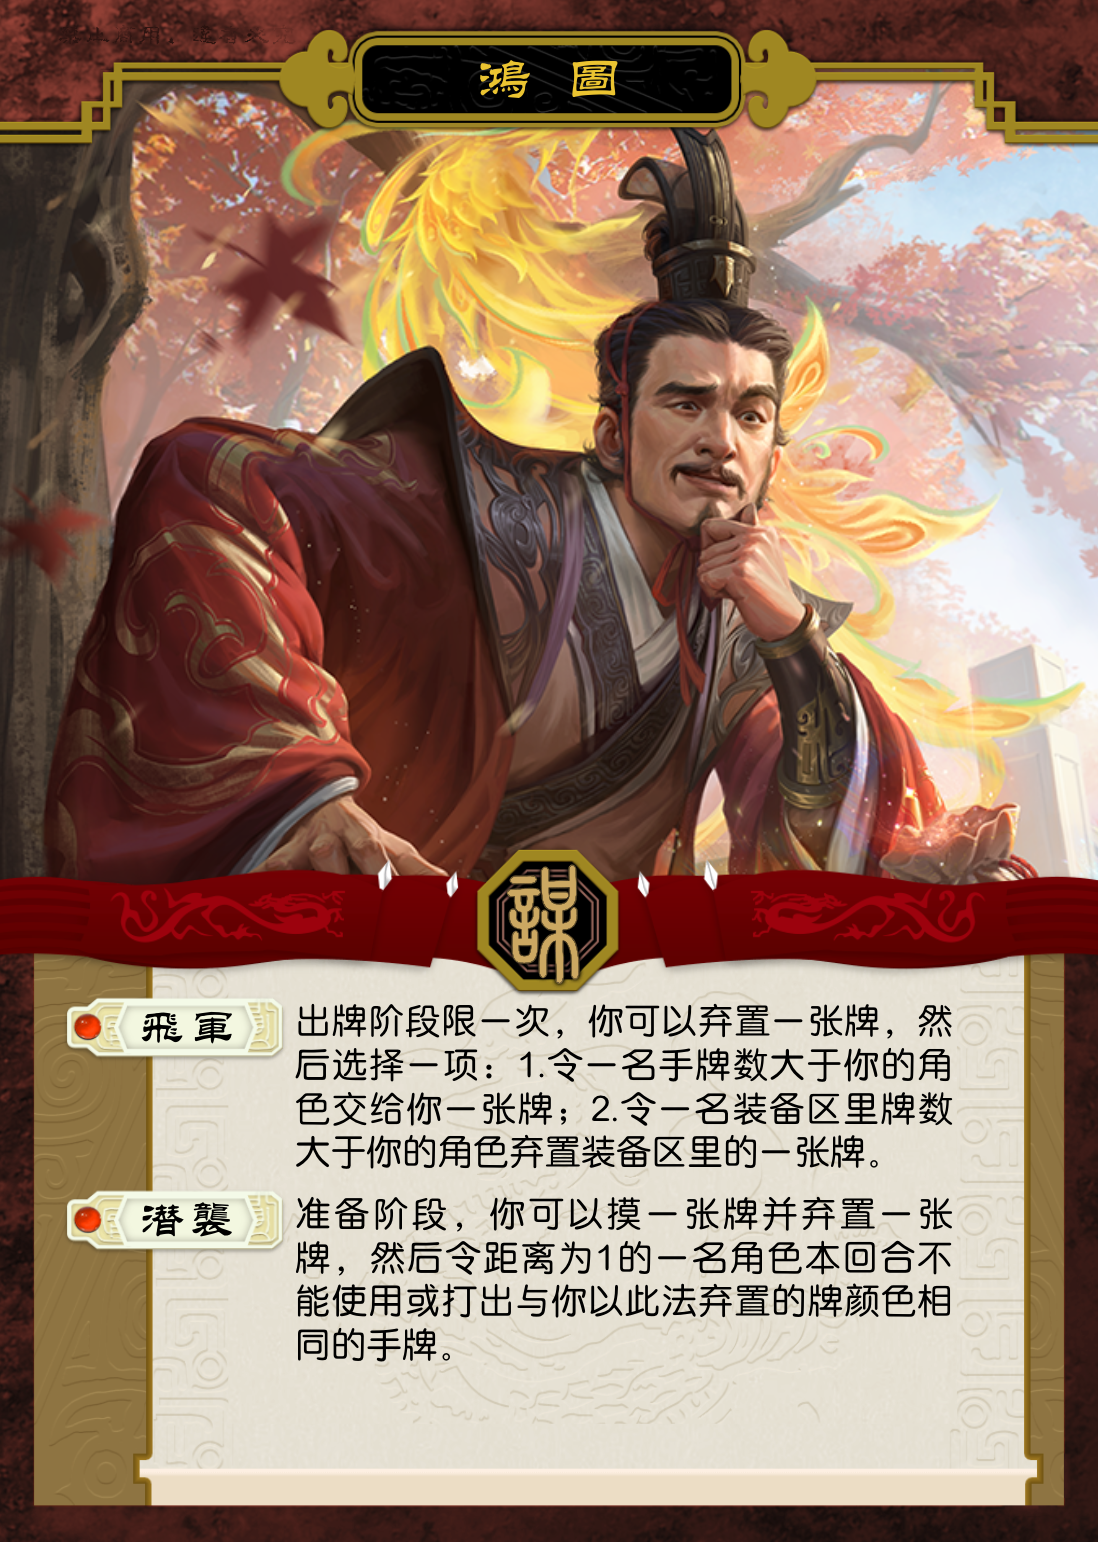 鴻圖
謀
飛軍
出牌阶段限一次，你可以弃置一张牌，然
后选择一项：1.令一名手牌数大于你的角
色交给你一张牌；2.令一名装备区里牌数
大于你的角色弃置装备区里的一张牌。
潛襲
准备阶段，你可以摸一张牌并弃置一张
牌，然后令距离为1的一名角色本回合不
能使用或打出与你以此法弃置的牌颜色相
同的手牌。